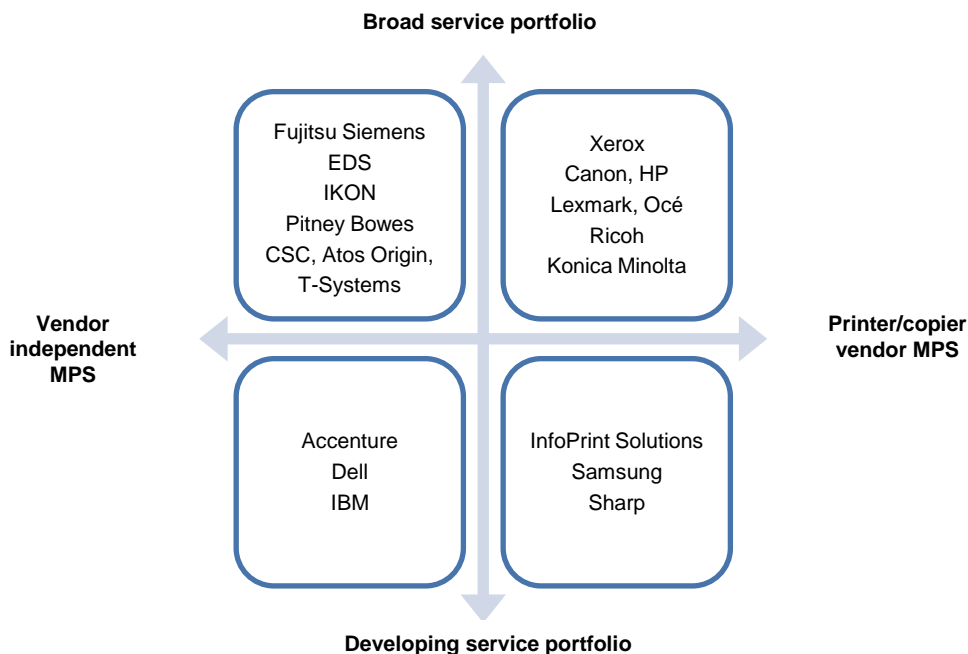 Broad service portfolio
Fujitsu Siemens
EDS
IKON
Pitney Bowes
CSC, Atos Origin,
T-Systems
Xerox
Canon, HP
Lexmark, Océ
Ricoh
Konica Minolta
Vendor
independent
MPS
Printer/copier
vendor MPS
Accenture
Dell
IBM
InfoPrint Solutions
Samsung
Sharp
Developing service portfolio